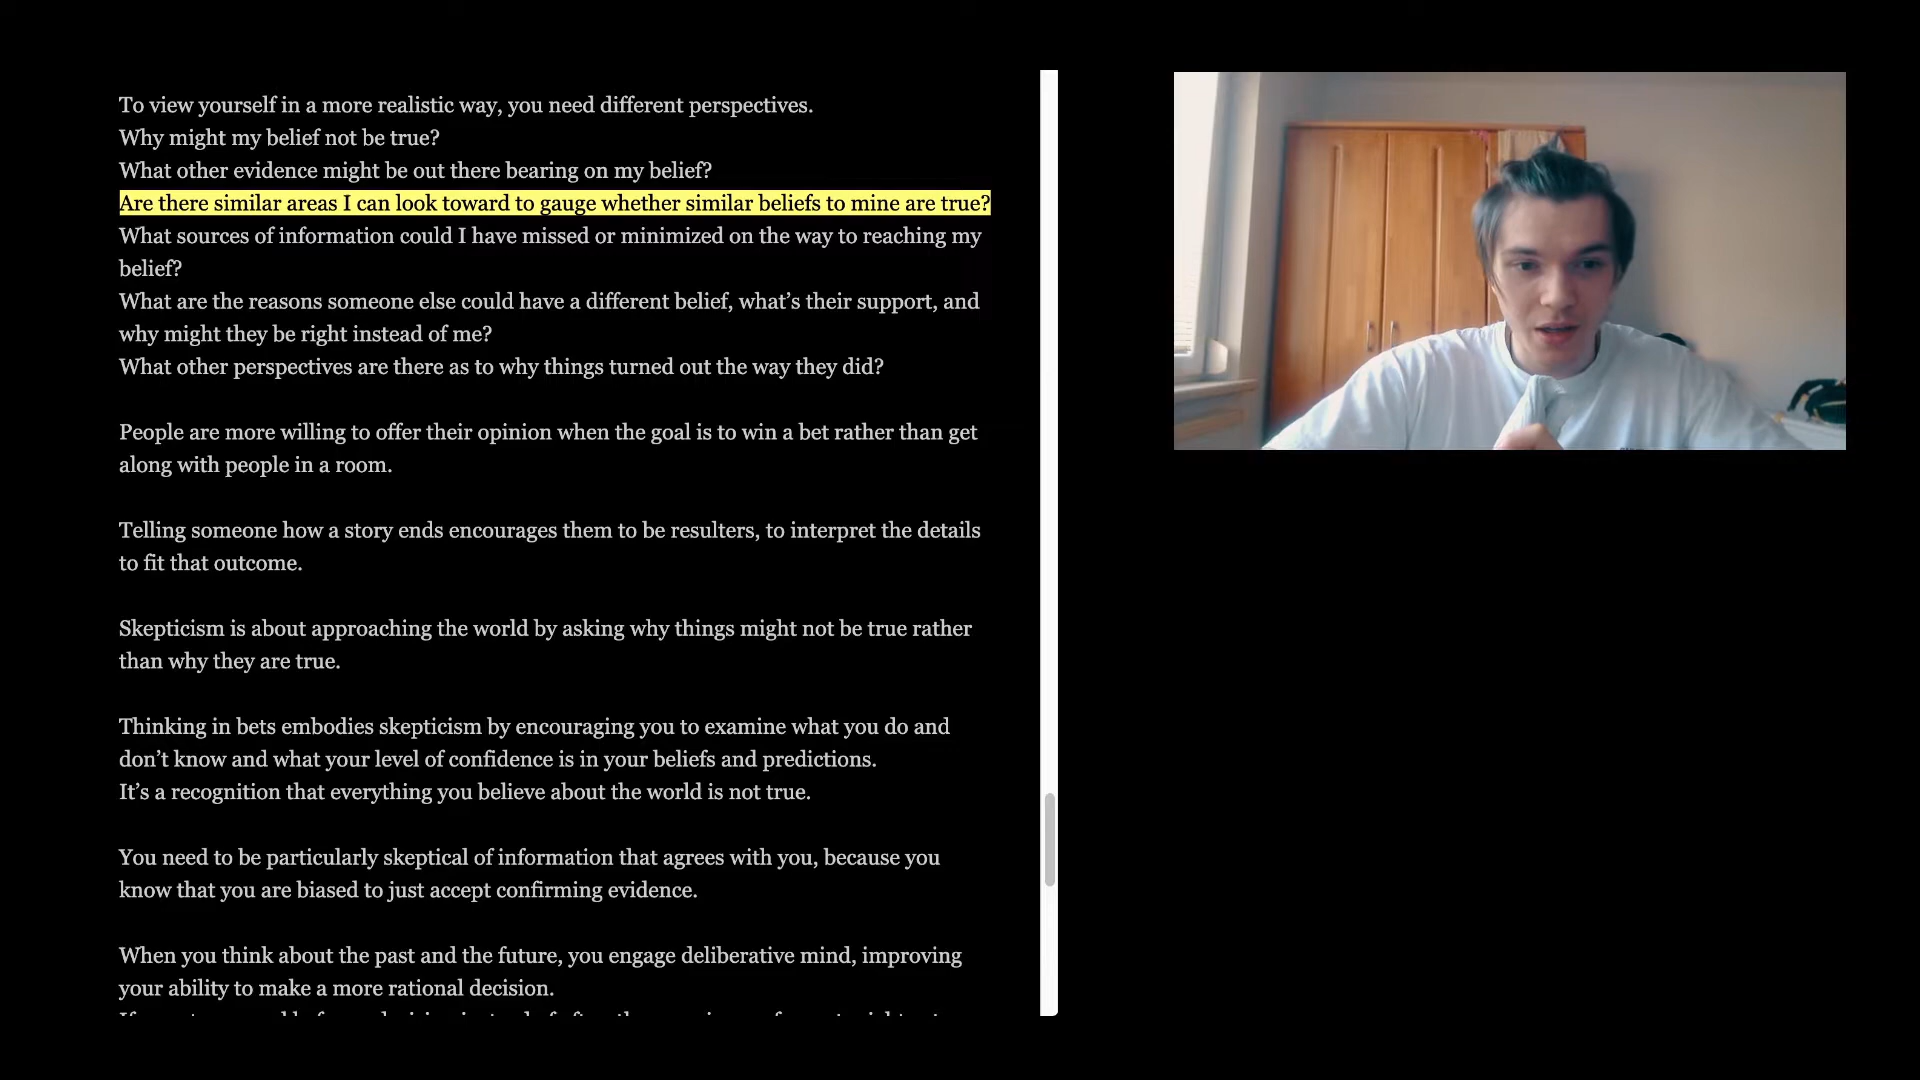 To view yourself in a more realistic way, you need different perspectives.
Why might my belief not be true?
What other evidence might be out there bearing on my belief?
Are there similar areas I can look toward to gauge whether similar beliefs to mine are true?
What sources of information could I have missed or minimized on the way to reaching my
belief?
What are the reasons someone else could have a different belief, what’s their support, and
why might they be right instead of me?
What other perspectives are there as to why things turned out the way they did?
People are more willing to offer their opinion when the goal is to win a bet rather than get
along with people in a room.
Telling someone how a story ends encourages them to be resulters, to interpret the details
to fit that outcome.
Skepticism is about approaching the world by asking why things might not be true rather
than why they are true.
Thinking in bets embodies skepticism by encouraging you to examine what you do and
don’t know and what your level of confidence is in your beliefs and predictions.
It’s a recognition that everything you believe about the world is not true.
You need to be particularly skeptical of information that agrees with you, because you
know that you are biased to just accept confirming evidence.
When you think about the past and the future, you engage deliberative mind, improving
your ability to make a more rational decision.